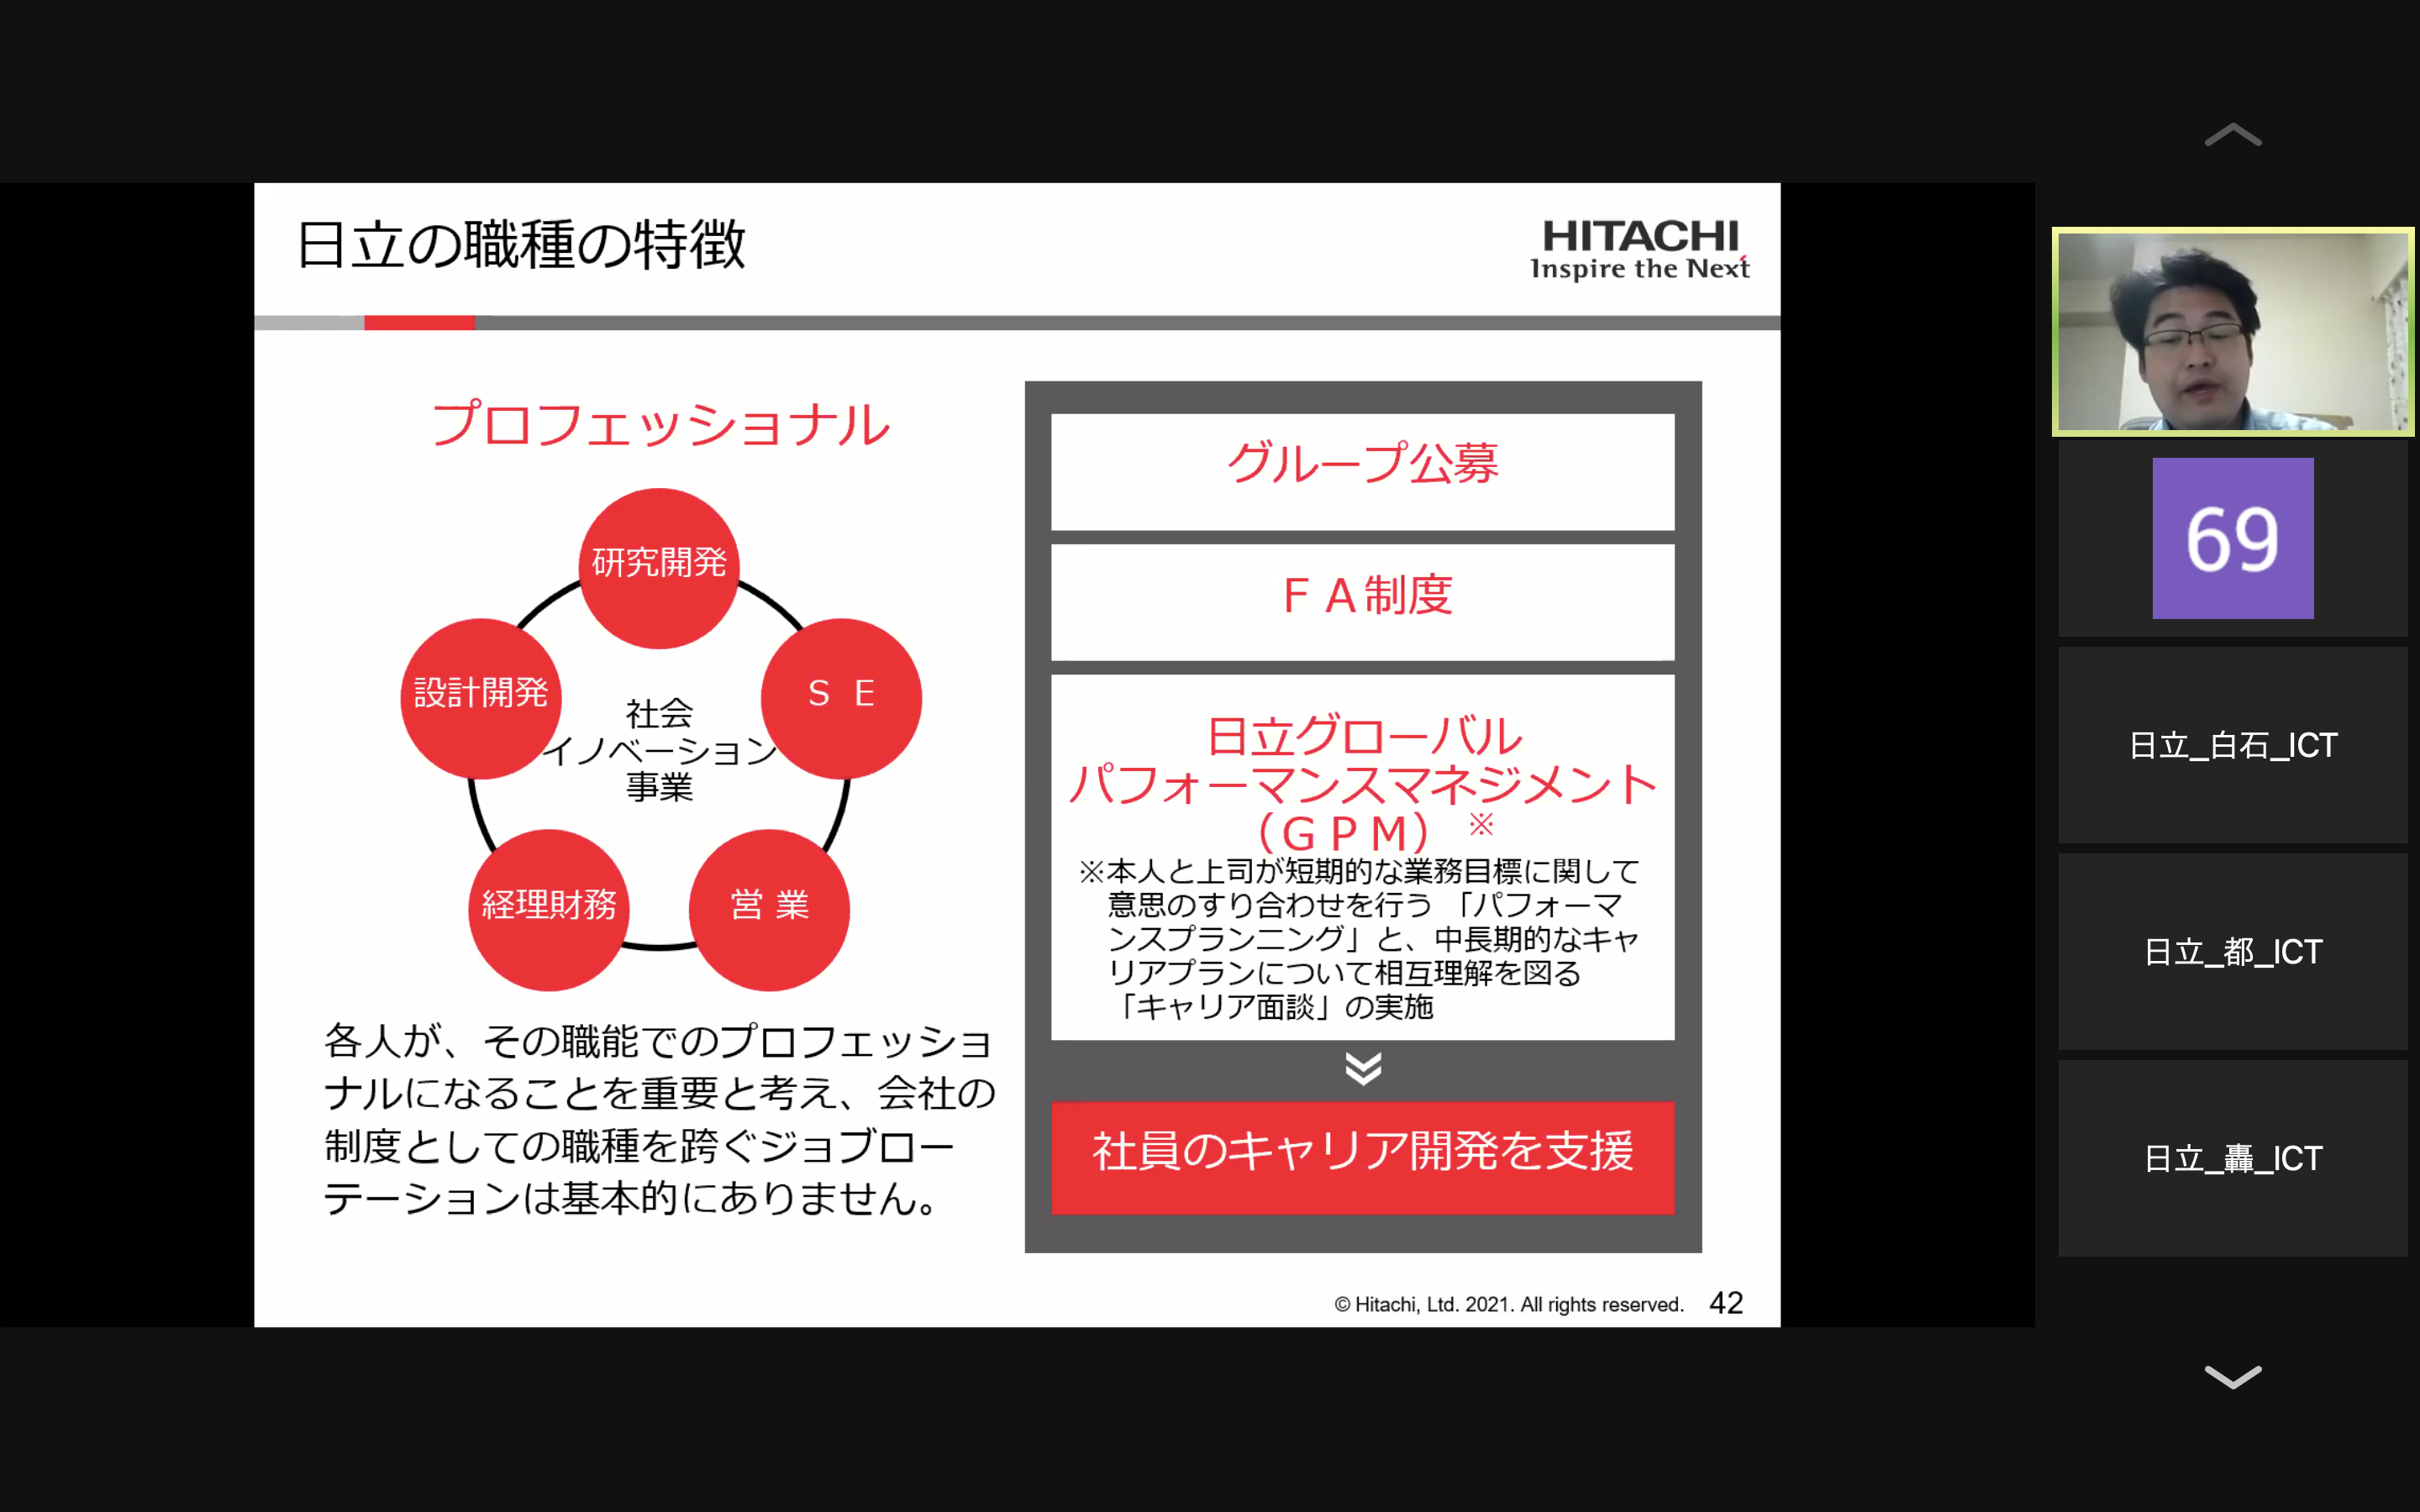 日立の職種の特徴
HITACHI
Inspire the Next
プロフェッショナル
研究開発
設計開発
ＳＥ
社会
イノベーション
事業
経理財務
営業
各人が、その職能でのプロフェッショ
ナルになることを重要と考え、会社の
制度としての職種を跨ぐジョブロー
テーションは基本的にありません。
グループ公募
ＦＡ制度
日立グローバル
パフォーマンスマネジメント
（ＧＰＭ）※
※本人と上司が短期的な業務目標に関して
意思のすり合わせを行う「パフォーマ
ンスプランニング」と、中長期的なキャ
リアプランについて相互理解を図る
「キャリア面談」の実施
社員のキャリア開発を支援
© Hitachi, Ltd. 2021. All rights reserved. 42
69
日立_白石_ICT
日立_都_ICT
日立_轟_ICT